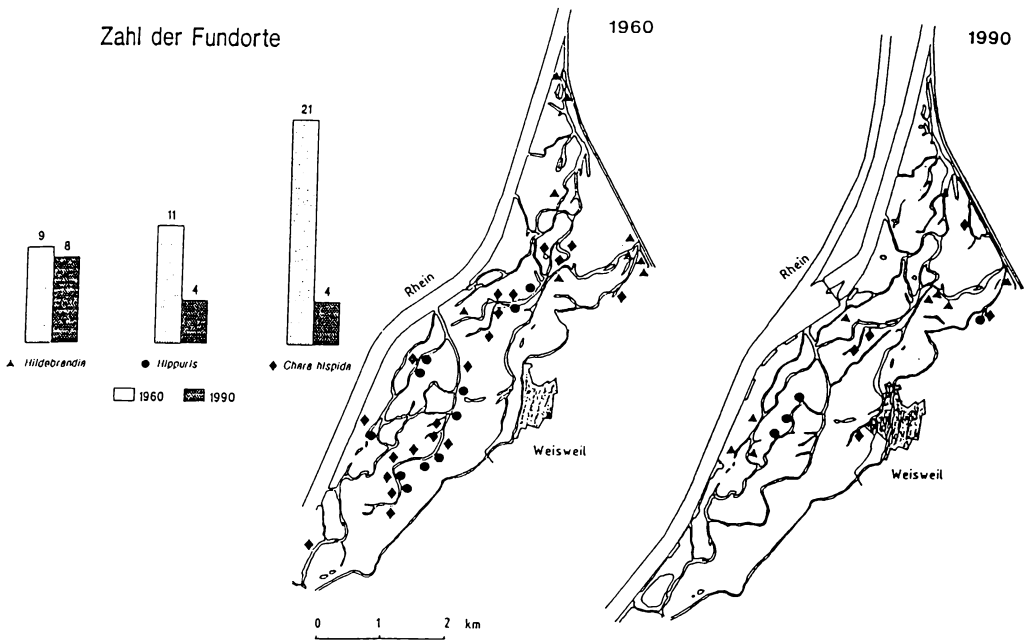 Zahl der Fundorte
1960
1990
21
11
9
8
4
4
Hildebrandia
Hippuris
Chara hispida
1960
1990
Rhein
Rhein
Weisweil
Weisweil
0 1 2 km